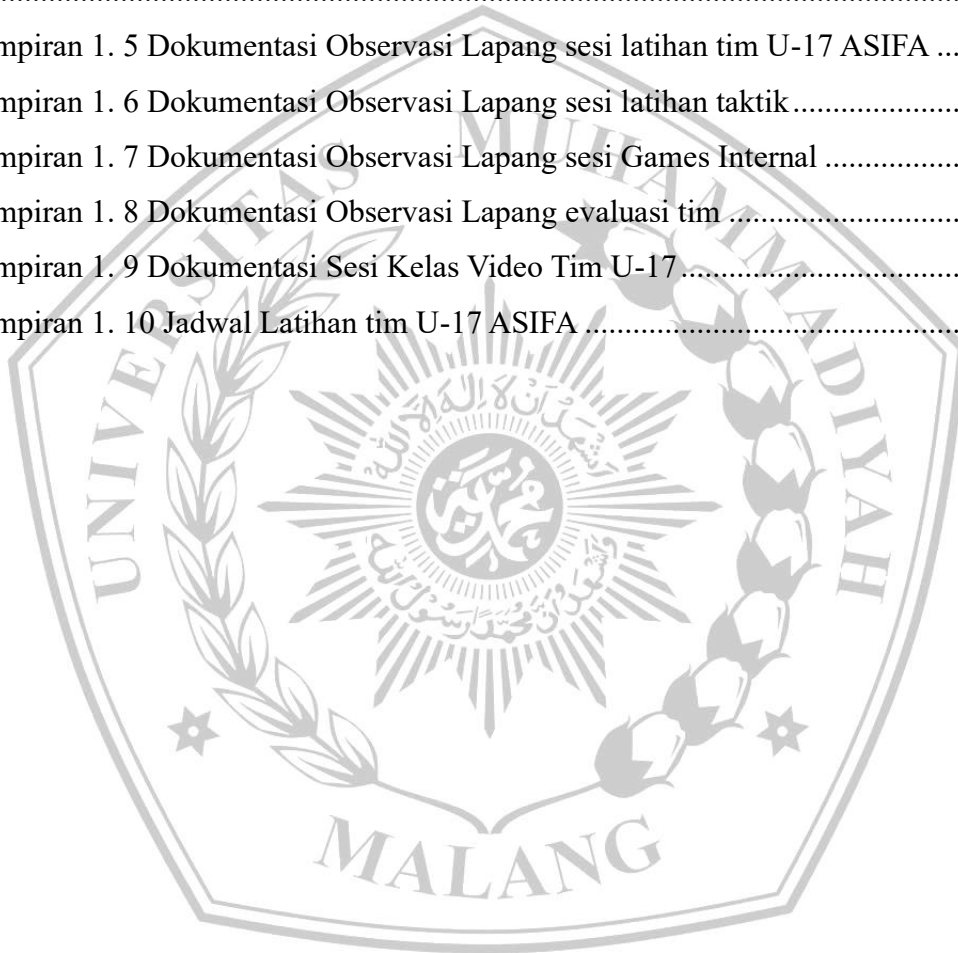 ................................................................................................
mpiran 1. 5 Dokumentasi Observasi Lapang sesi latihan tim U-17 ASIFA ...
mpiran 1. 6 Dokumentasi Observasi Lapang sesi latihan taktik.....................
mpiran 1. 7 Dokumentasi Observasi Lapang sesi Games Internal .................
mpiran 1. 8 Dokumentasi Observasi Lapang evaluasi tim .............................
mpiran 1. 9 Dokumentasi Sesi Kelas Video Tim U-17...................................
mpiran 1. 10 Jadwal Latihan tim U-17 ASIFA ...............................................
UNIVERSITAS MUHAMMADIYAH
MALANG